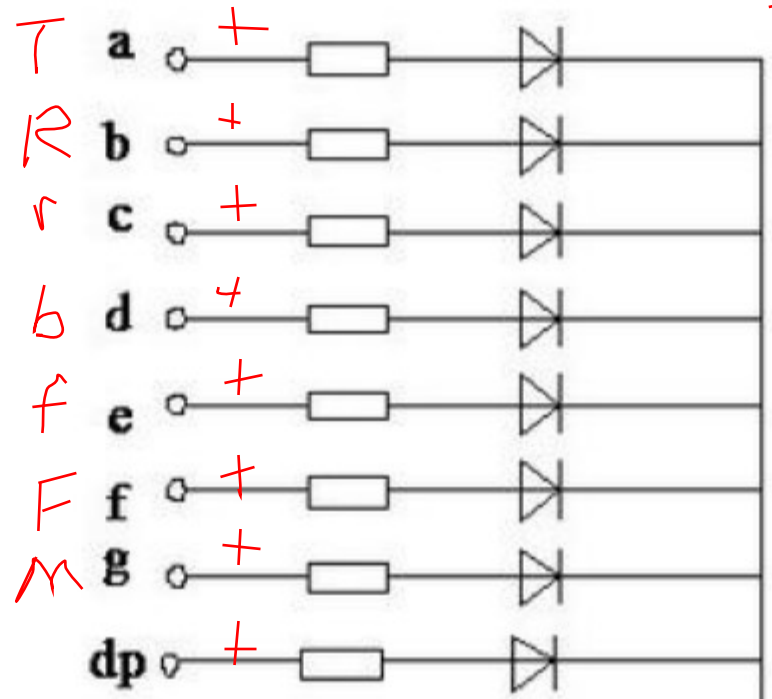 T a +
R b +
r c +
b d +
f e +
F f +
M g +
dp +